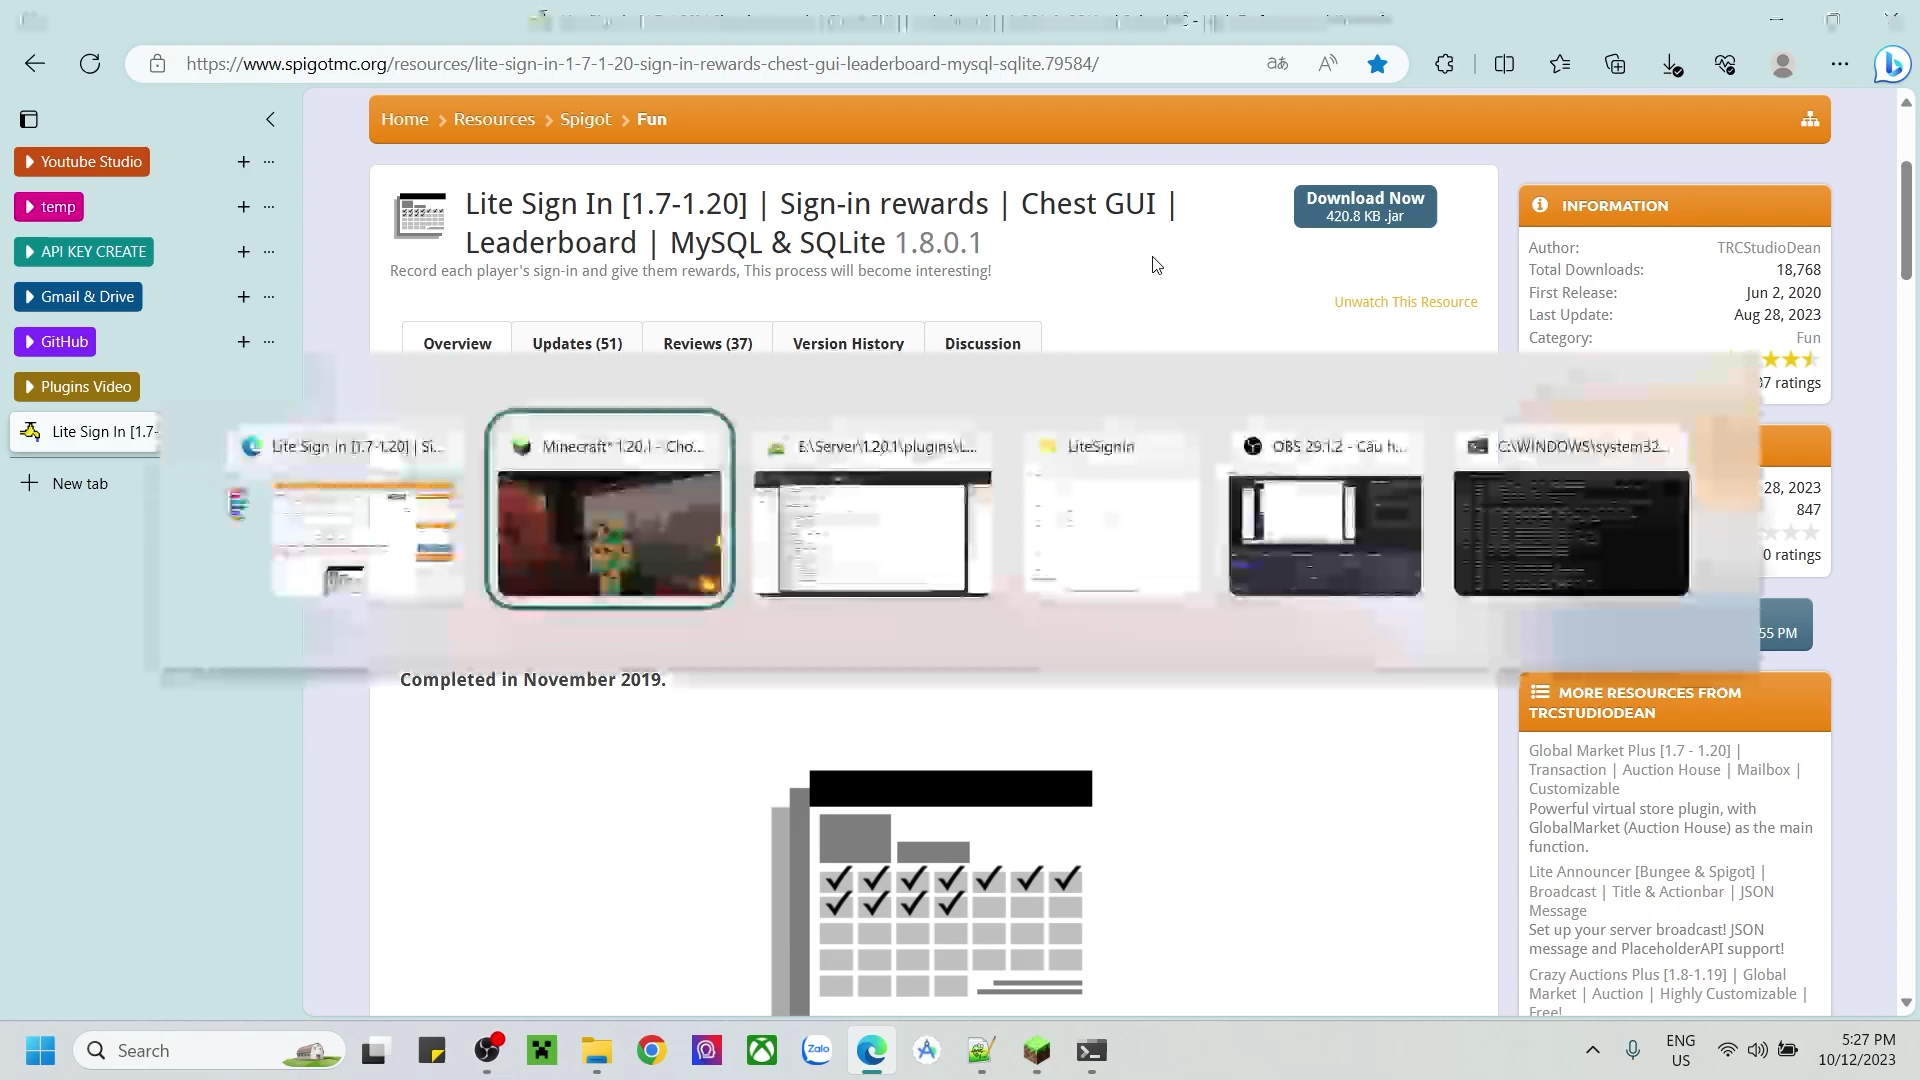 https://www.spigotmc.org/resources/lite-sign-in-1-7-1-20-sign-in-rewards-chest-gui-leaderboard-mysql-sqlite.79584/
Youtube Studio
temp
API KEY CREATE
Gmail & Drive
GitHub
Plugins Video
Lite Sign In [1.7-
New tab
Home
Resources
Spigot
Fun
Lite Sign In [1.7-1.20] | Sign-in rewards | Chest GUI |
Leaderboard | MySQL & SQLite 1.8.0.1
Record each player's sign-in and give them rewards, This process will become interesting!
Download Now
420.8 KB .jar
Unwatch This Resource
Overview
Updates (51)
Reviews (37)
Version History
Discussion
INFORMATION
Author: TRCStudioDean
Total Downloads: 18,768
First Release: Jun 2, 2020
Last Update: Aug 28, 2023
Category: Fun
37 ratings
28, 2023
847
0 ratings
55 PM
Lite Sign In [1.7-1.20] | Si...
Minecraft* 1.20.1 - Cho...
E:\Server\1.20.1\plugins\L...
LiteSignIn
OBS 29.1.2 - Cấu h...
C:\WINDOWS\system32...
Completed in November 2019.
MORE RESOURCES FROM
TRCSTUDIODEAN
Global Market Plus [1.7 - 1.20] |
Transaction | Auction House | Mailbox |
Customizable
Powerful virtual store plugin, with
GlobalMarket (Auction House) as the main
function.
Lite Announcer [Bungee & Spigot] |
Broadcast | Title & Actionbar | JSON
Message
Set up your server broadcast! JSON
message and PlaceholderAPI support!
Crazy Auctions Plus [1.8-1.19] | Global
Market | Auction | Highly Customizable |
Free!
Search
Zalo
ENG
US
5:27 PM
10/12/2023